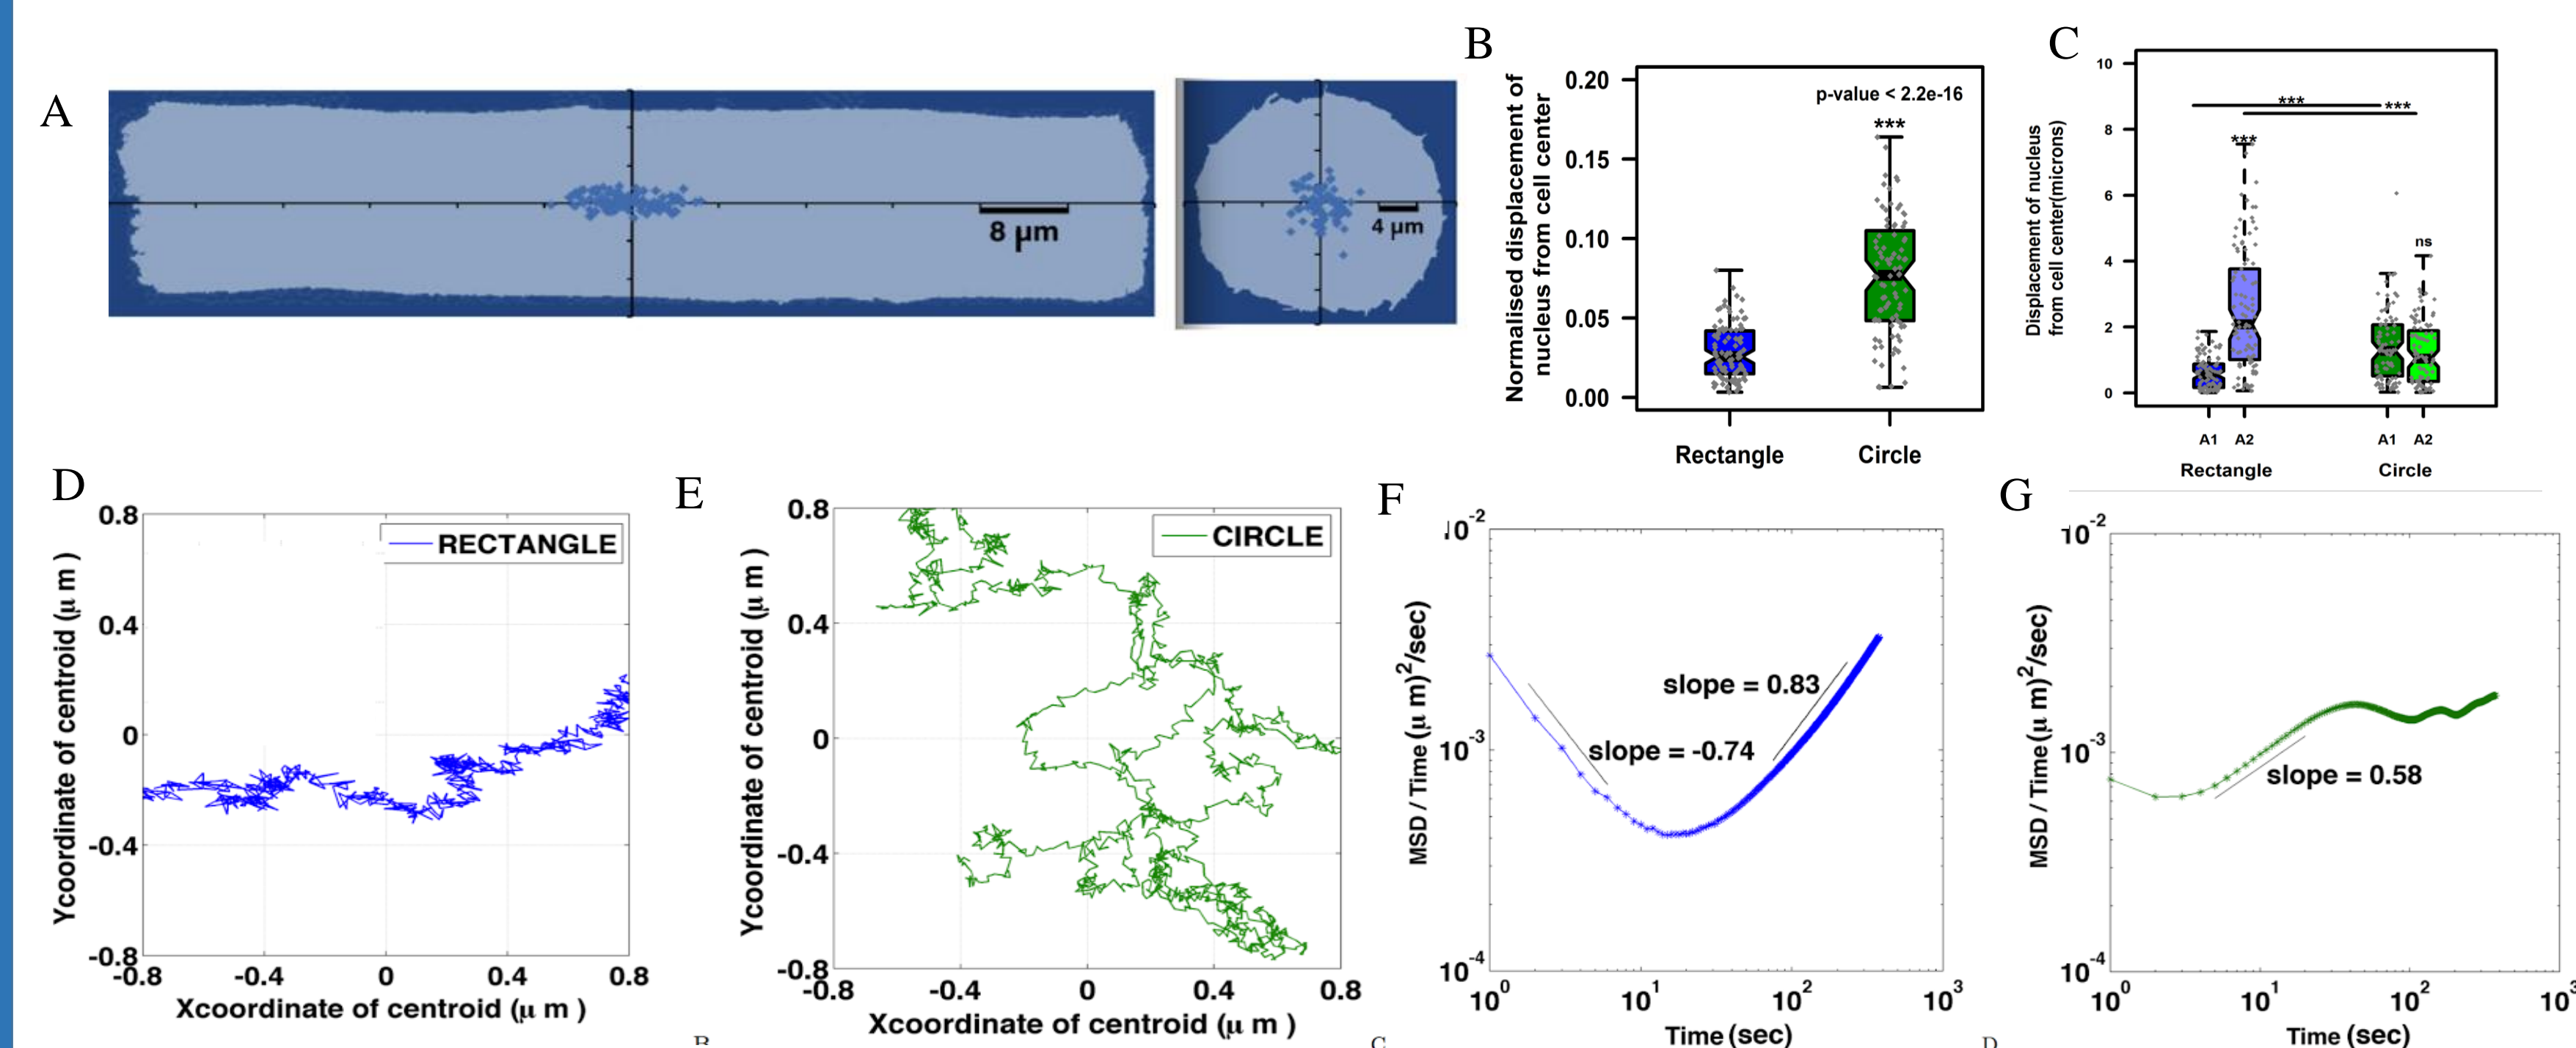 A
8 µm
4 µm
B
Normalised displacement of
nucleus from cell center
0.20
0.15
0.10
0.05
0.00
p-value < 2.2e-16
***
Rectangle
Circle
C
Displacement of nucleus
from cell center(microns)
10
8
6
4
2
0
***
***
***
ns
A1
A2
A1
A2
Rectangle
Circle
D
Ycoordinate of centroid (μ m )
0.8
0.4
0
-0.4
-0.8
RECTANGLE
-0.8
-0.4
0
0.4
0.8
Xcoordinate of centroid (μ m )
E
Ycoordinate of centroid (μ m )
0.8
0.4
0
-0.4
-0.8
CIRCLE
-0.8
-0.4
0
0.4
0.8
Xcoordinate of centroid (μ m )
F
MSD / Time (μ m)²/sec)
10⁻²
10⁻³
10⁻⁴
slope = 0.83
slope = -0.74
10⁰
10¹
10²
10³
Time (sec)
G
MSD / Time (μ m)²/sec)
10⁻²
10⁻³
10⁻⁴
slope = 0.58
10⁰
10¹
10²
10³
Time (sec)
B
C
D